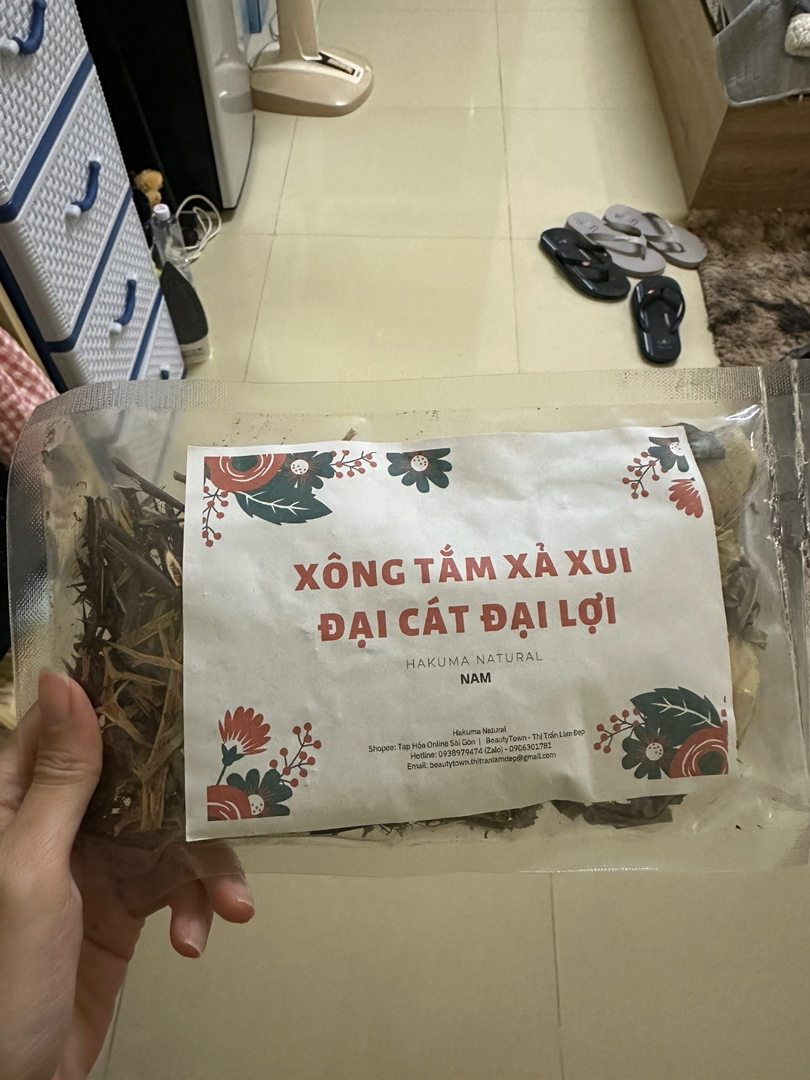 XÔNG TẮM XẢ XUI
ĐẠI CÁT ĐẠI LỢI
HAKUMA NATURAL
NAM
Hakuma Natural
Shopee: Tạp Hóa Online Sài Gòn | BeautyTown - Thị Trấn Làm Đẹp
Hotline: 0938979474 (Zalo) - 0906301781
Email: beautytown.thitranlamdep@gmail.com